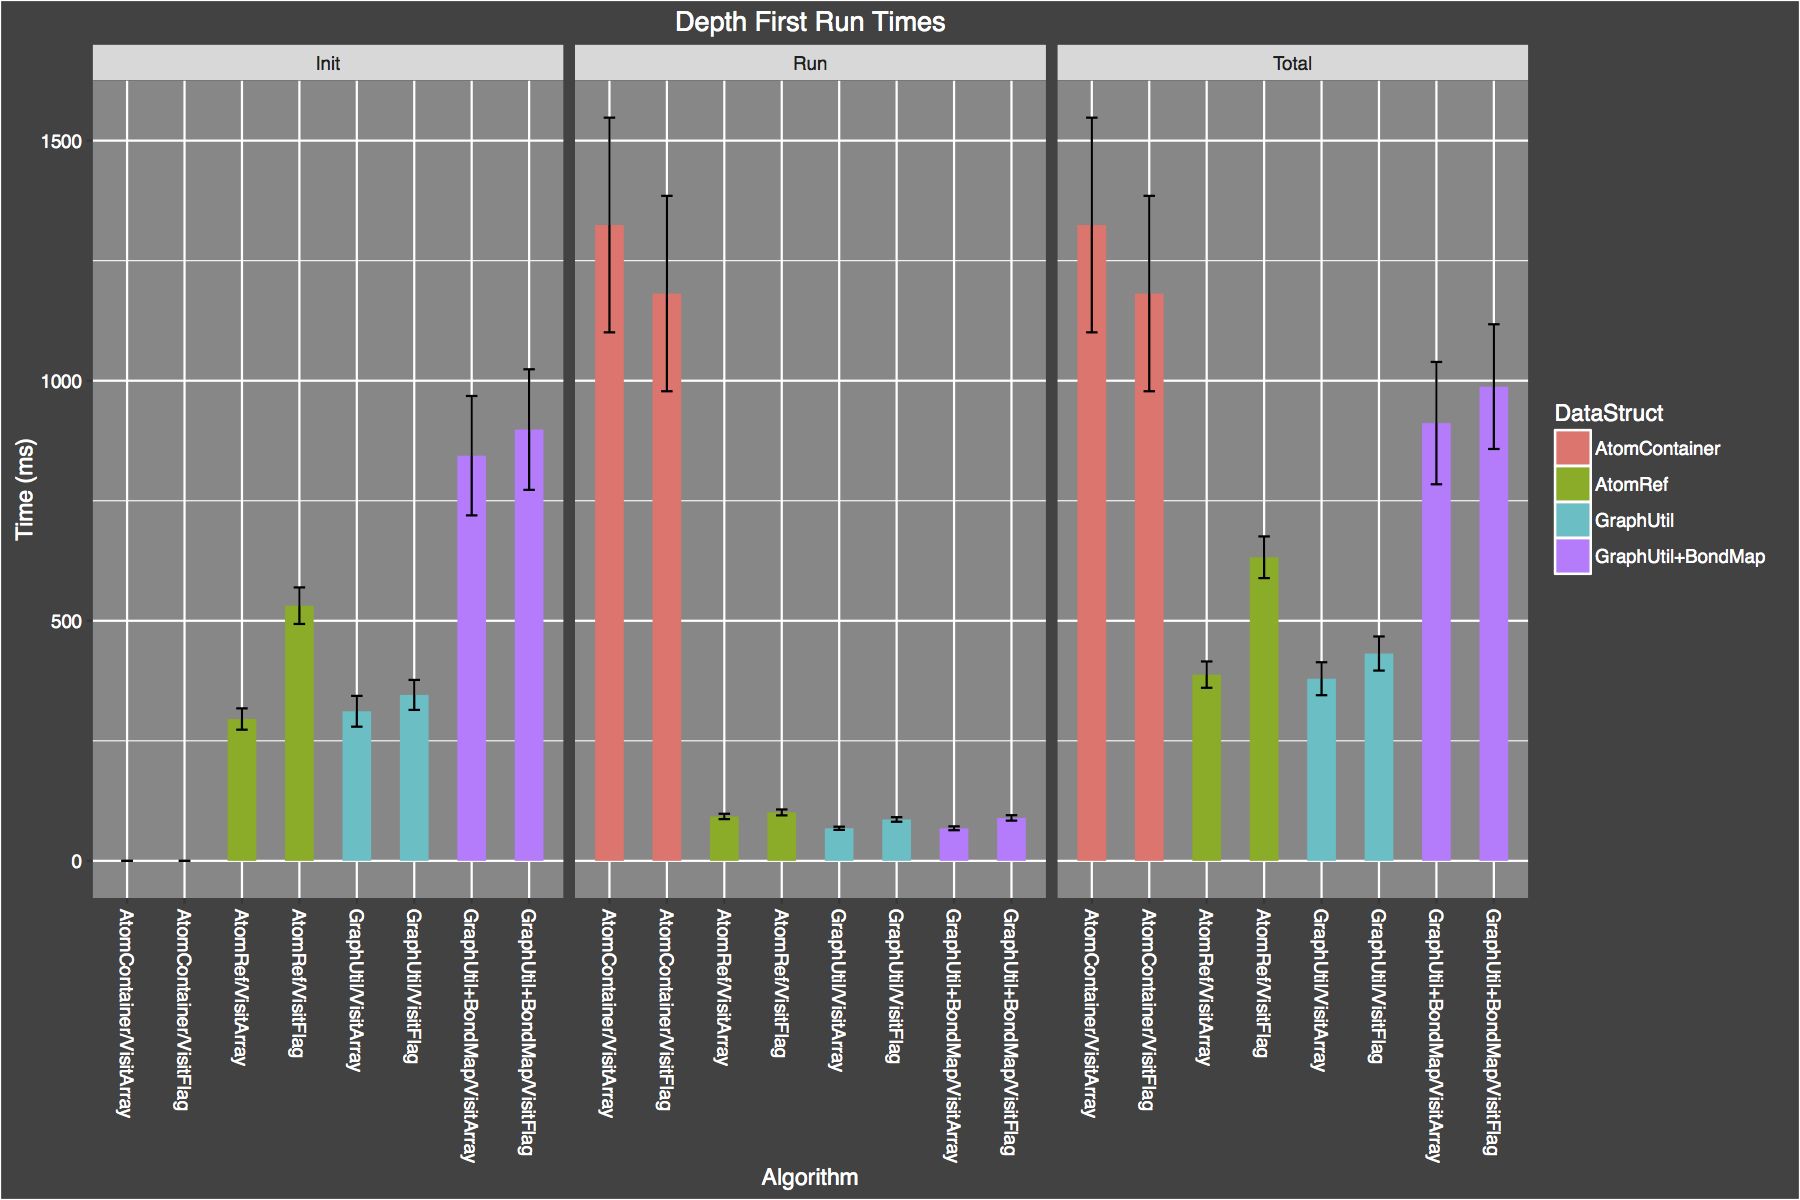 Depth First Run Times
Init
Run
Total
Time (ms)
1500
1000
500
0
AtomContainer/VisitArray
AtomContainer/VisitFlag
AtomRef/VisitArray
AtomRef/VisitFlag
GraphUtil/VisitArray
GraphUtil/VisitFlag
GraphUtil+BondMap/VisitArray
GraphUtil+BondMap/VisitFlag
AtomContainer/VisitArray
AtomContainer/VisitFlag
AtomRef/VisitArray
AtomRef/VisitFlag
GraphUtil/VisitArray
GraphUtil/VisitFlag
GraphUtil+BondMap/VisitArray
GraphUtil+BondMap/VisitFlag
AtomContainer/VisitArray
AtomContainer/VisitFlag
AtomRef/VisitArray
AtomRef/VisitFlag
GraphUtil/VisitArray
GraphUtil/VisitFlag
GraphUtil+BondMap/VisitArray
GraphUtil+BondMap/VisitFlag
Algorithm
DataStruct
AtomContainer
AtomRef
GraphUtil
GraphUtil+BondMap